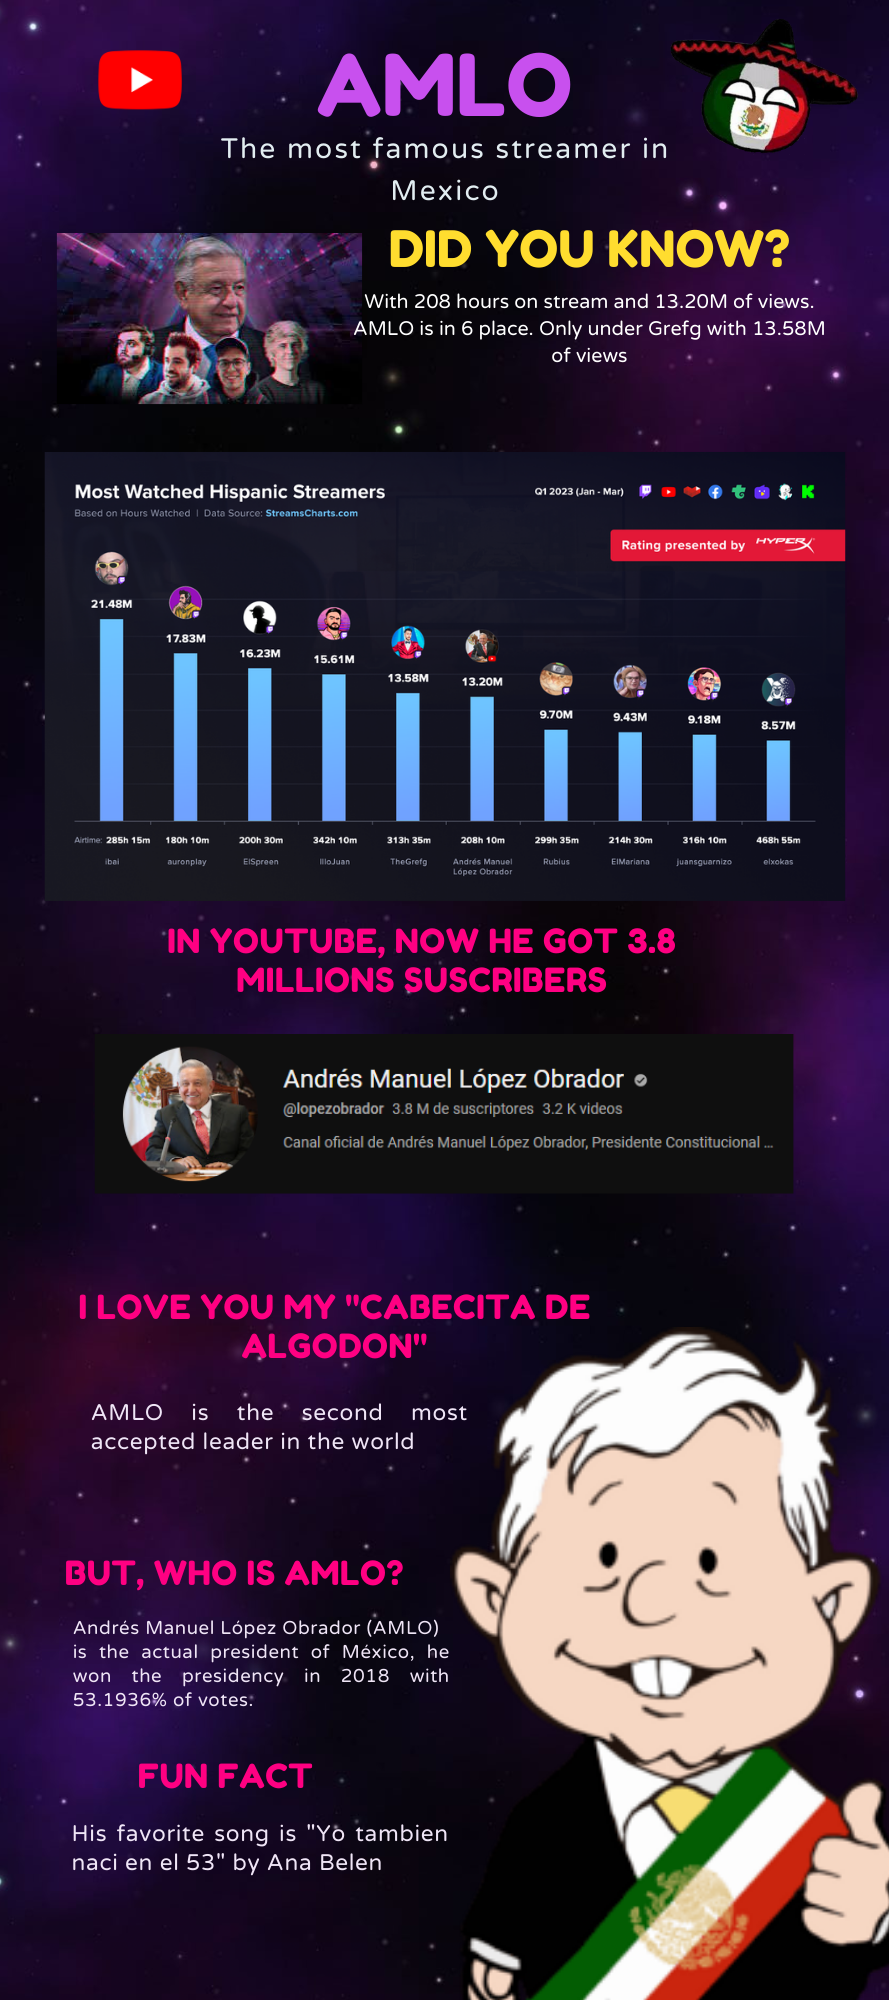 AMLO
The most famous streamer in
Mexico
DID YOU KNOW?
With 208 hours on stream and 13.20M of views.
AMLO is in 6 place. Only under Grefg with 13.58M
of views
Most Watched Hispanic Streamers
Based on Hours Watched | Data Source: StreamsCharts.com
Q1 2023 (Jan - Mar)
Rating presented by HYPERX
21.48M
17.83M
16.23M
15.61M
13.58M
13.20M
9.70M
9.43M
9.18M
8.57M
Airtime: 285h 15m 180h 10m 200h 30m 342h 10m 313h 35m 208h 10m 299h 35m 214h 30m 316h 10m 468h 55m
ibai auronplay ElSpreen IlloJuan TheGrefg Andrés Manuel Rubius ElMariana juansguarnizo elxokas
López Obrador
IN YOUTUBE, NOW HE GOT 3.8
MILLIONS SUSCRIBERS
Andrés Manuel López Obrador
@lopezobrador 3.8 M de suscriptores 3.2 K videos
Canal oficial de Andrés Manuel López Obrador, Presidente Constitucional ...
I LOVE YOU MY "CABECITA DE
ALGODON"
AMLO is the second most
accepted leader in the world
BUT, WHO IS AMLO?
Andrés Manuel López Obrador (AMLO)
is the actual president of México, he
won the presidency in 2018 with
53.1936% of votes.
FUN FACT
His favorite song is "Yo tambien
naci en el 53" by Ana Belen